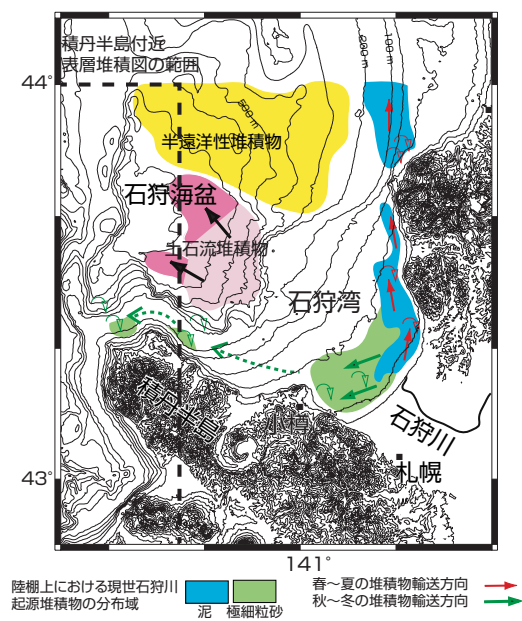 積丹半島付近
表層堆積図の範囲
44°
200 m
100 m
500 m
半遠洋性堆積物
石狩海盆
土石流堆積物
石狩湾
積丹半島
小樽
石狩川
札幌
43°
141°
陸棚上における現世石狩川
起源堆積物の分布域
泥
極細粒砂
春～夏の堆積物輸送方向
秋～冬の堆積物輸送方向